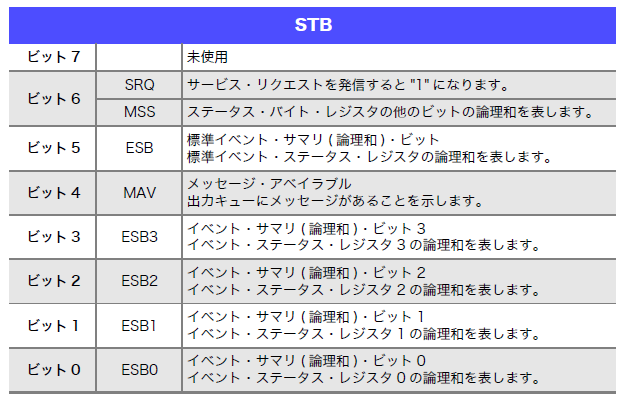 STB
ビット 7 未使用
ビット 6 SRQ サービス・リクエストを発信すると "1" になります。
MSS ステータス・バイト・レジスタの他のビットの論理和を表します。
ビット 5 ESB 標準イベント・サマリ ( 論理和 )・ビット
標準イベント・ステータス・レジスタの論理和を表します。
ビット 4 MAV メッセージ・アベイラブル
出力キューにメッセージがあることを示します。
ビット 3 ESB3 イベント・サマリ ( 論理和 )・ビット 3
イベント・ステータス・レジスタ 3 の論理和を表します。
ビット 2 ESB2 イベント・サマリ ( 論理和 )・ビット 2
イベント・ステータス・レジスタ 2 の論理和を表します。
ビット 1 ESB1 イベント・サマリ ( 論理和 )・ビット 1
イベント・ステータス・レジスタ 1 の論理和を表します。
ビット 0 ESB0 イベント・サマリ ( 論理和 )・ビット 0
イベント・ステータス・レジスタ 0 の論理和を表します。